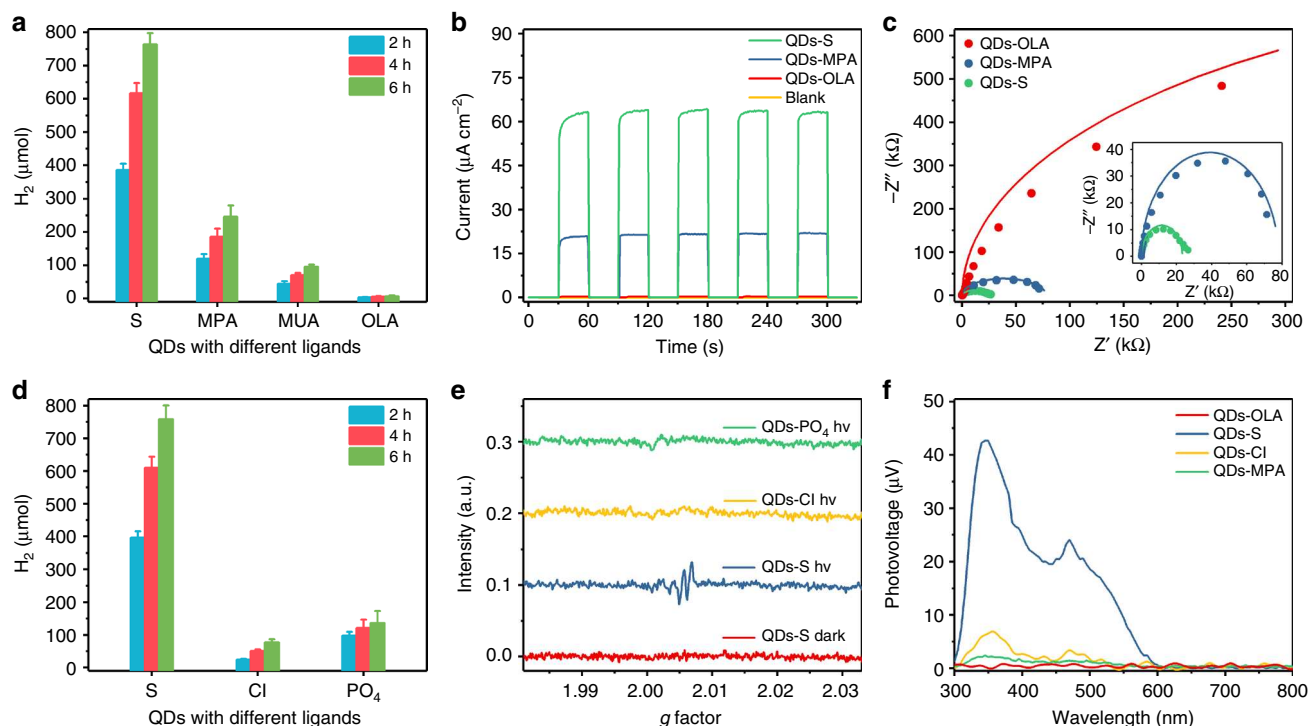 a
800
700
600
500
400
300
200
100
0
H2 (μmol)
2 h
4 h
6 h
S MPA MUA OLA
QDs with different ligands
b
90
75
60
45
30
15
0
Current (μA cm−2)
QDs-S
QDs-MPA
QDs-OLA
Blank
0 60 120 180 240 300
Time (s)
c
600
500
400
300
200
100
0
−Z″ (kΩ)
QDs-OLA
QDs-MPA
QDs-S
40
30
20
10
0
−Z″ (kΩ)
0 20 40 60 80
Z′ (kΩ)
0 50 100 150 200 250 300
Z′ (kΩ)
d
800
700
600
500
400
300
200
100
0
H2 (μmol)
2 h
4 h
6 h
S CI PO4
QDs with different ligands
e
0.3
0.2
0.1
0.0
Intensity (a.u.)
QDs-PO4 hv
QDs-CI hv
QDs-S hv
QDs-S dark
1.99 2.00 2.01 2.02 2.03
g factor
f
50
40
30
20
10
0
Photovoltage (μV)
QDs-OLA
QDs-S
QDs-CI
QDs-MPA
300 400 500 600 700 800
Wavelength (nm)